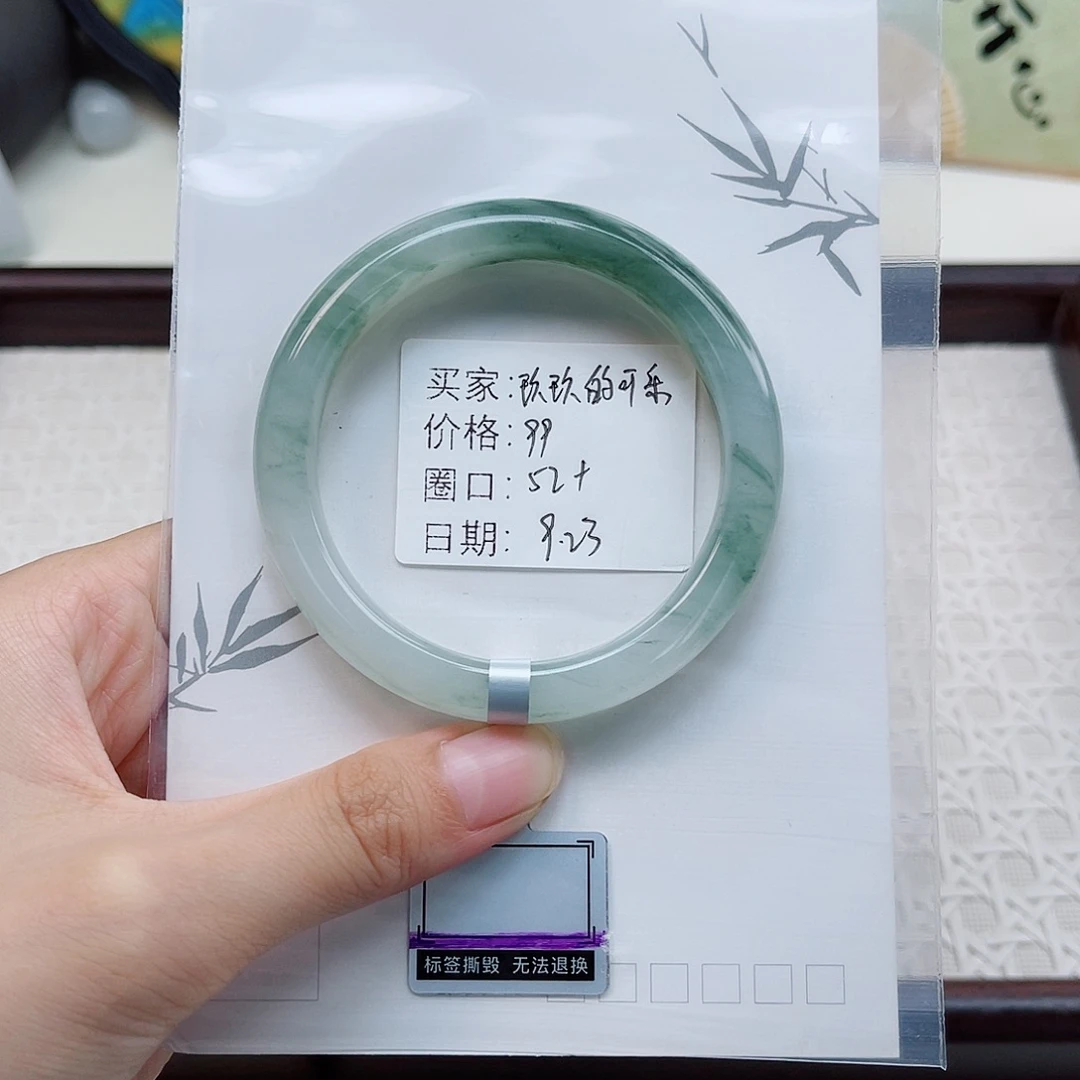 买家:玖玖的可乐
价格:99
圈口:52+
日期:9.23
标签撕毁 无法退换